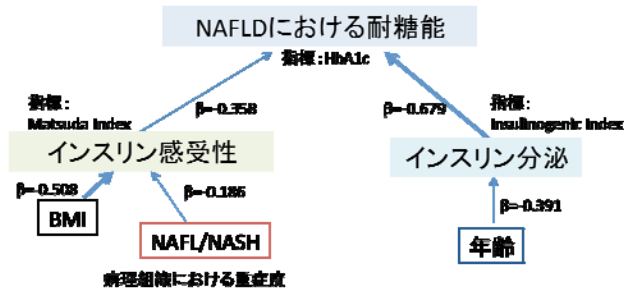 NAFLDにおける耐糖能
指標:HbA1c
指標:
Matsuda Index
β=-0.358
β=-0.679
指標:
Insulinogenic Index
インスリン感受性
インスリン分泌
β=-0.508
β=-0.186
β=-0.391
BMI
NAFL/NASH
年齢
病理組織における重症度